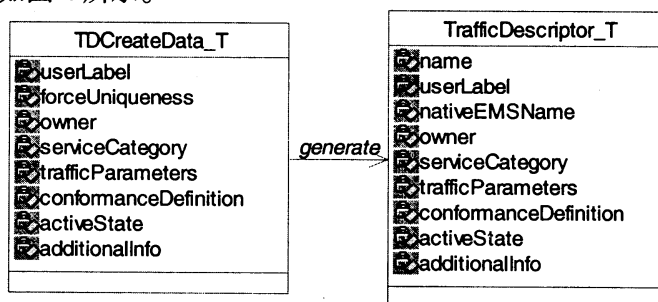 TDCreateData_T
userLabel
forceUniqueness
owner
serviceCategory
trafficParameters
conformanceDefinition
activeState
additionalInfo
generate
TrafficDescriptor_T
name
userLabel
nativeEMSName
owner
serviceCategory
trafficParameters
conformanceDefinition
activeState
additionalInfo